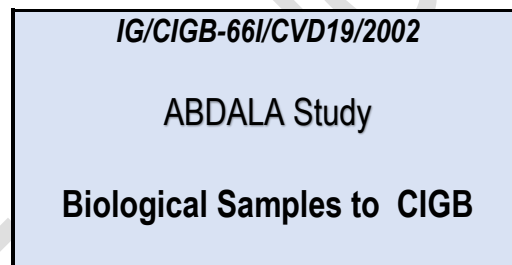 IG/CIGB-66I/CVD19/2002
ABDALA Study
Biological Samples to CIGB